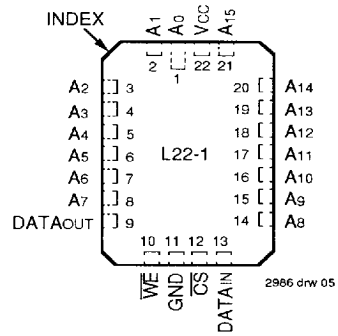 INDEX
A1 A0 VCC A15
2 1 22 21
A2 3 20 A14
A3 4 19 A13
A4 5 18 A12
A5 6 L22-1 17 A11
A6 7 16 A10
A7 8 15 A9
DATAOUT 9 14 A8
10 11 12 13
WE GND CS DATAIN
2986 drw 05